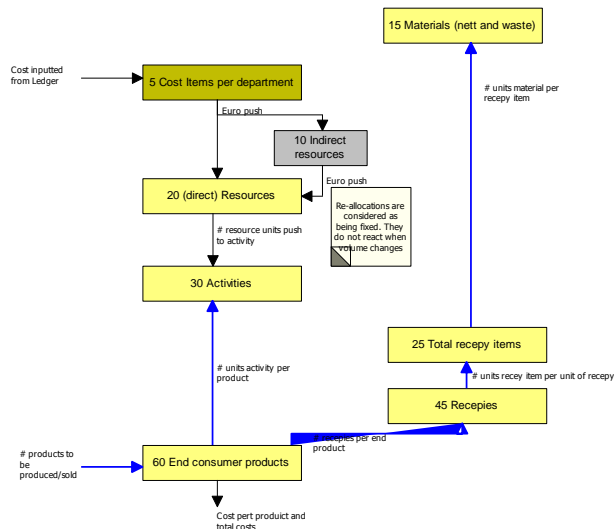 15 Materials (nett and waste)
Cost inputted
from Ledger
5 Cost Items per department
# units material per
recepy item
Euro push
10 Indirect
resources
20 (direct) Resources
Euro push
Re-allocations are
considered as
being fixed. They
do not react when
volume changes
# resource units push
to activity
30 Activities
25 Total recepy items
# units activity per
product
# units recey item per unit of recepy
45 Recepies
# recepies per end
product
# products to
be
produced/sold
60 End consumer products
Cost pert produict and
total costs